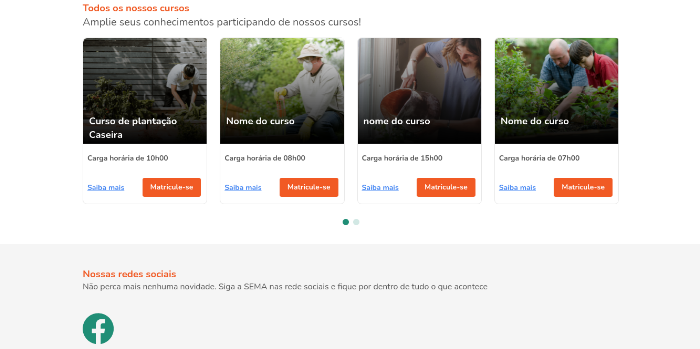 Todos os nossos cursos
Amplie seus conhecimentos participando de nossos cursos!
Curso de plantação
Caseira
Nome do curso
nome do curso
Nome do curso
Carga horária de 10h00
Carga horária de 08h00
Carga horária de 15h00
Carga horária de 07h00
Saiba mais
Matricule-se
Saiba mais
Matricule-se
Saiba mais
Matricule-se
Saiba mais
Matricule-se
Nossas redes sociais
Não perca mais nenhuma novidade. Siga a SEMA nas rede sociais e fique por dentro de tudo o que acontece